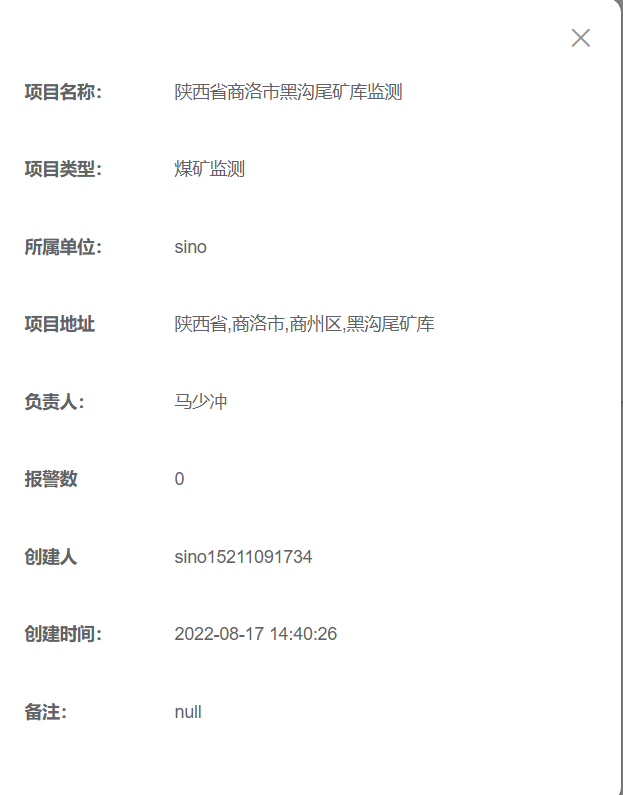 项目名称： 陕西省商洛市黑沟尾矿库监测
项目类型： 煤矿监测
所属单位： sino
项目地址 陕西省,商洛市,商州区,黑沟尾矿库
负责人： 马少冲
报警数 0
创建人 sino15211091734
创建时间： 2022-08-17 14:40:26
备注： null